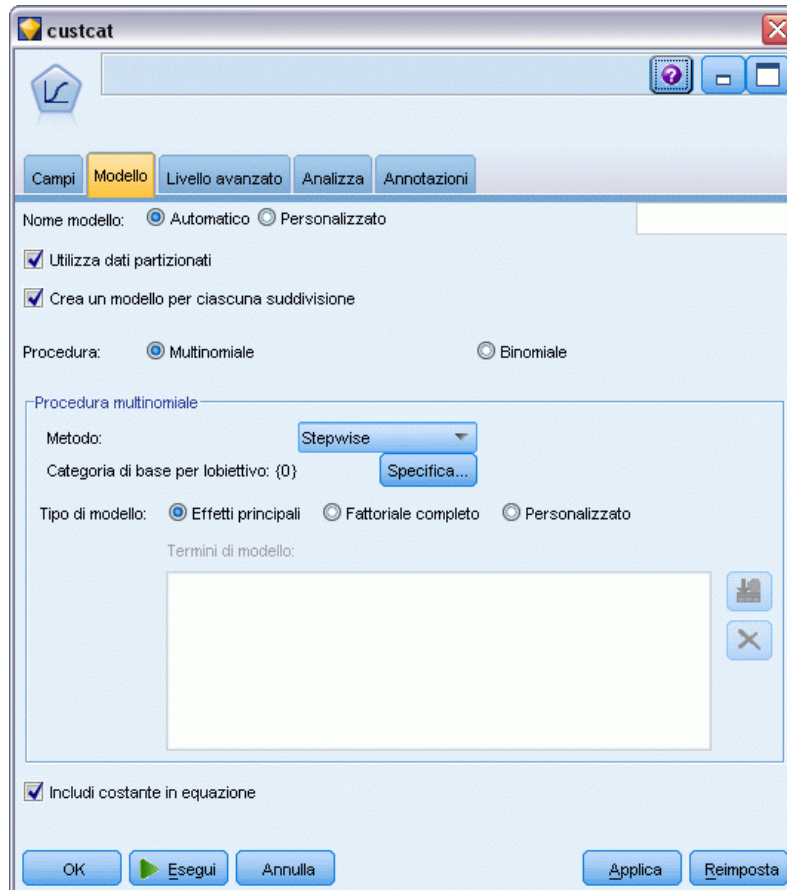 custcat
Campi Modello Livello avanzato Analizza Annotazioni
Nome modello: Automatico Personalizzato
Utilizza dati partizionati
Crea un modello per ciascuna suddivisione
Procedura: Multinomiale Binomiale
Procedura multinomiale
Metodo: Stepwise
Categoria di base per lobiettivo: {0} Specifica...
Tipo di modello: Effetti principali Fattoriale completo Personalizzato
Termini di modello:
Includi costante in equazione
OK Esegui Annulla Applica Reimposta